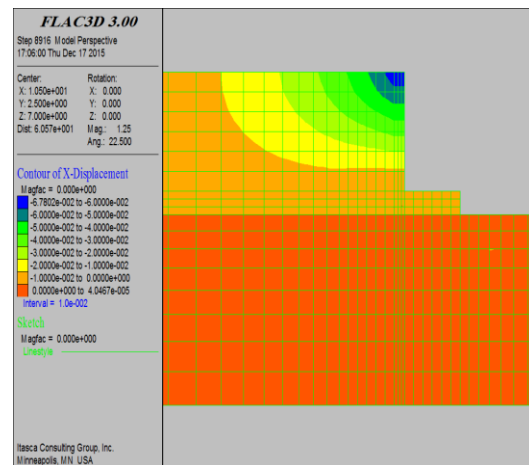 FLAC3D 3.00
Step 8916 Model Perspective
17:06:00 Thu Dec 17 2015
Center: Rotation:
X: 1.050e+001 X: 0.000
Y: 2.500e+000 Y: 0.000
Z: 7.000e+000 Z: 0.000
Dist: 6.057e+001 Mag.: 1.25
Ang.: 22.500
Contour of X-Displacement
Magfac = 0.000e+000
-6.7802e-002 to -6.0000e-002
-6.0000e-002 to -5.0000e-002
-5.0000e-002 to -4.0000e-002
-4.0000e-002 to -3.0000e-002
-3.0000e-002 to -2.0000e-002
-2.0000e-002 to -1.0000e-002
-1.0000e-002 to 0.0000e+000
0.0000e+000 to 4.0467e-005
Interval = 1.0e-002
Sketch
Magfac = 0.000e+000
Linestyle
Itasca Consulting Group, Inc.
Minneapolis, MN USA